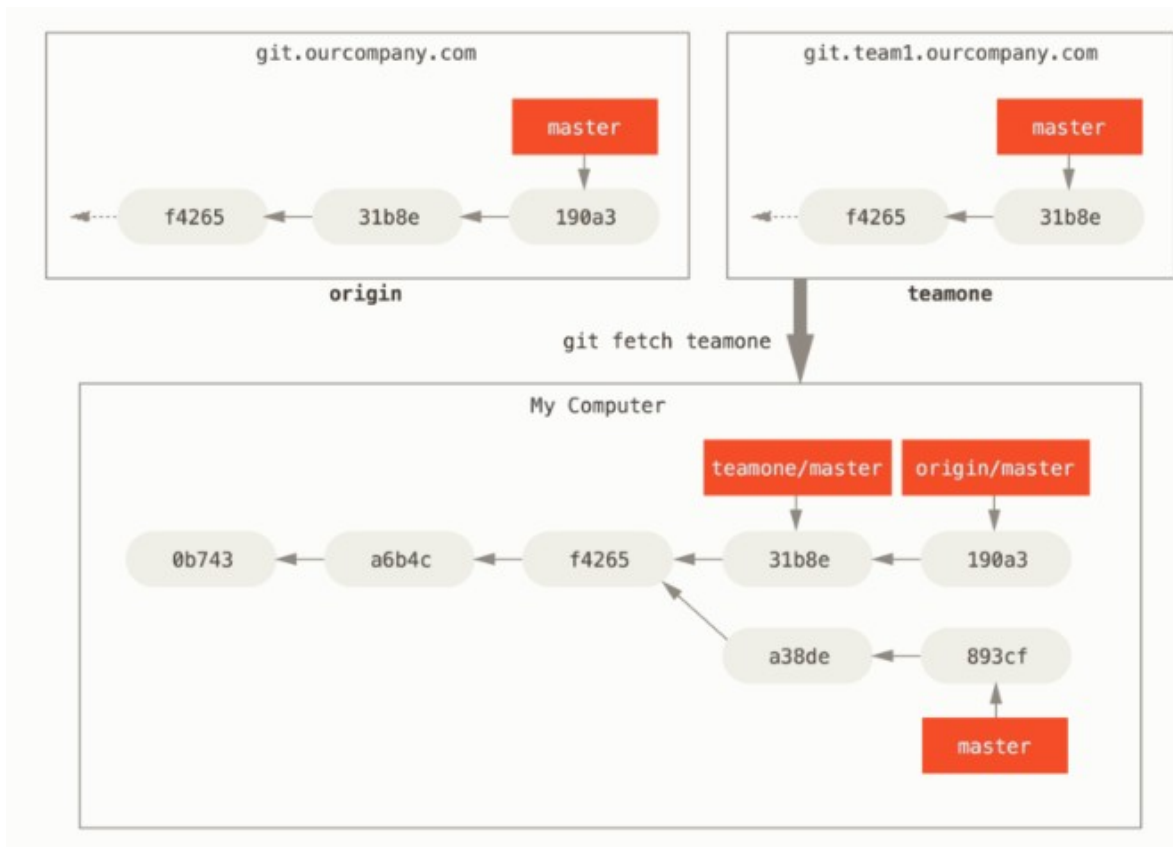 git.ourcompany.com
master
f4265 31b8e 190a3
origin
git.team1.ourcompany.com
master
f4265 31b8e
teamone
git fetch teamone
My Computer
teamone/master origin/master
0b743 a6b4c f4265 31b8e 190a3
a38de 893cf
master